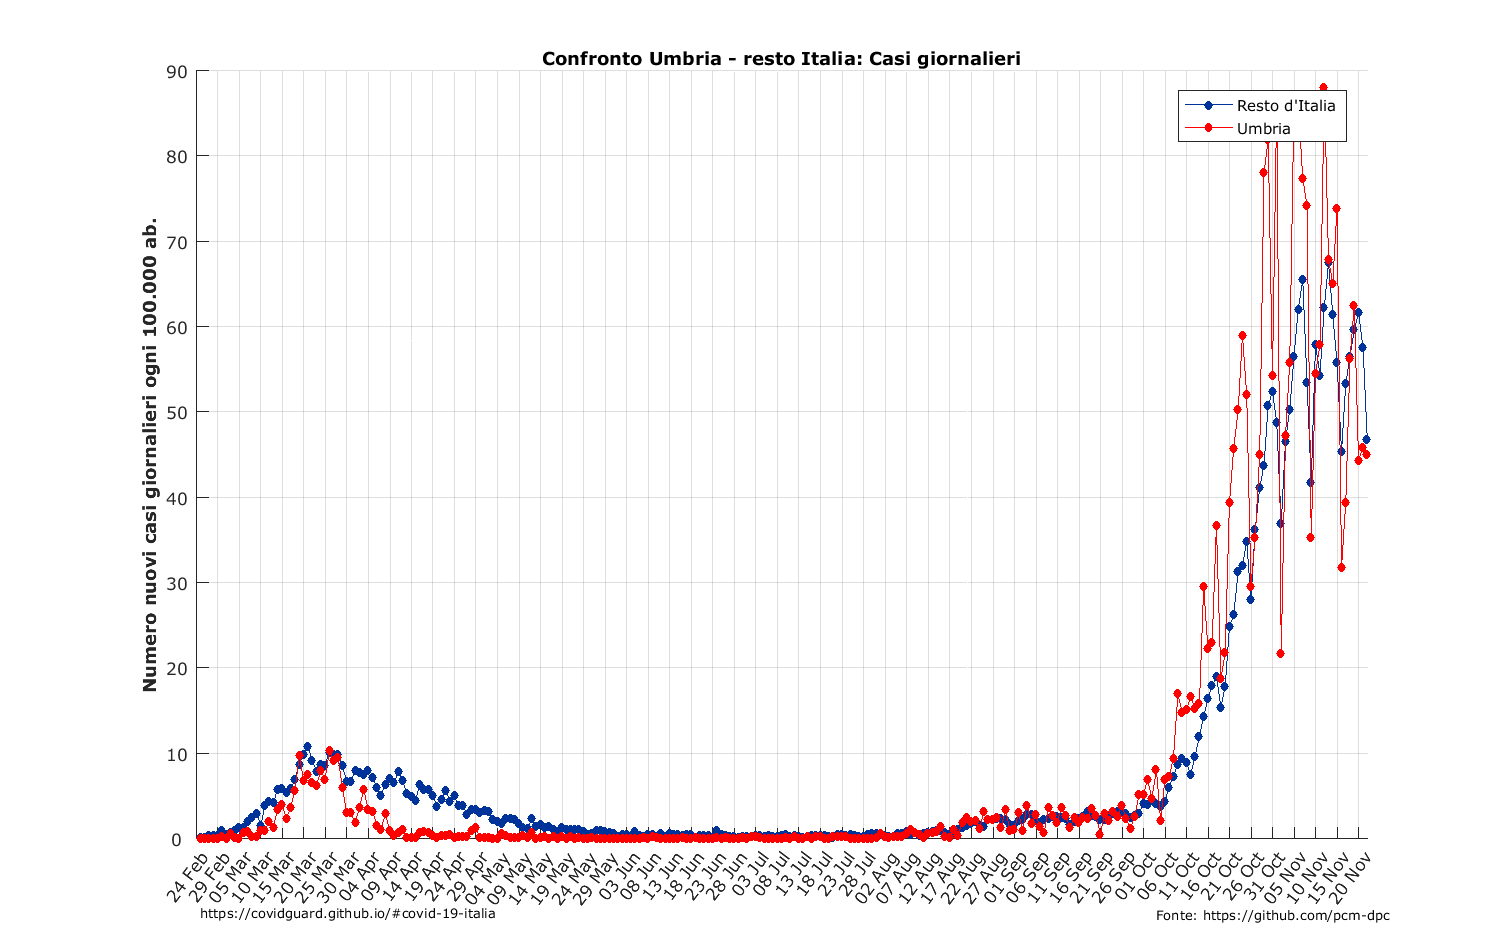 Confronto Umbria - resto Italia: Casi giornalieri
90
80
70
60
50
40
30
20
10
0
Numero nuovi casi giornalieri ogni 100.000 ab.
Resto d'Italia
Umbria
24 Feb
29 Feb
05 Mar
10 Mar
15 Mar
20 Mar
25 Mar
30 Mar
04 Apr
09 Apr
14 Apr
19 Apr
24 Apr
29 Apr
04 May
09 May
14 May
19 May
24 May
29 May
03 Jun
08 Jun
13 Jun
18 Jun
23 Jun
28 Jun
03 Jul
08 Jul
13 Jul
18 Jul
23 Jul
28 Jul
02 Aug
07 Aug
12 Aug
17 Aug
22 Aug
27 Aug
01 Sep
06 Sep
11 Sep
16 Sep
21 Sep
26 Sep
01 Oct
06 Oct
11 Oct
16 Oct
21 Oct
26 Oct
31 Oct
05 Nov
10 Nov
15 Nov
20 Nov
https://covidguard.github.io/#covid-19-italia
Fonte: https://github.com/pcm-dpc